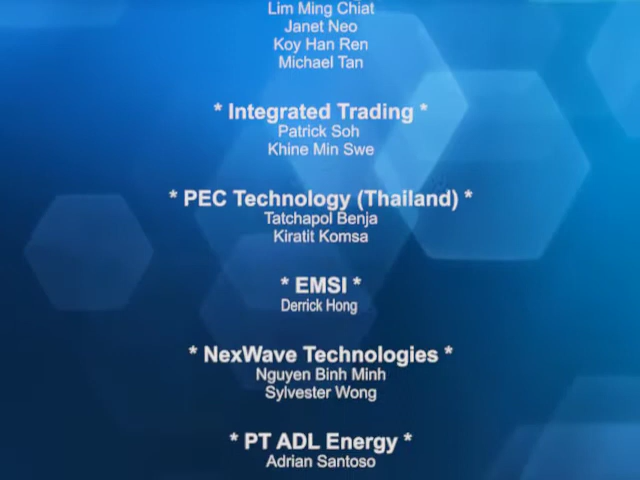 Lim Ming Chiat
Janet Neo
Koy Han Ren
Michael Tan
* Integrated Trading *
Patrick Soh
Khine Min Swe
* PEC Technology (Thailand) *
Tatchapol Benja
Kiratit Komsa
* EMSI *
Derrick Hong
* NexWave Technologies *
Nguyen Binh Minh
Sylvester Wong
* PT ADL Energy *
Adrian Santoso